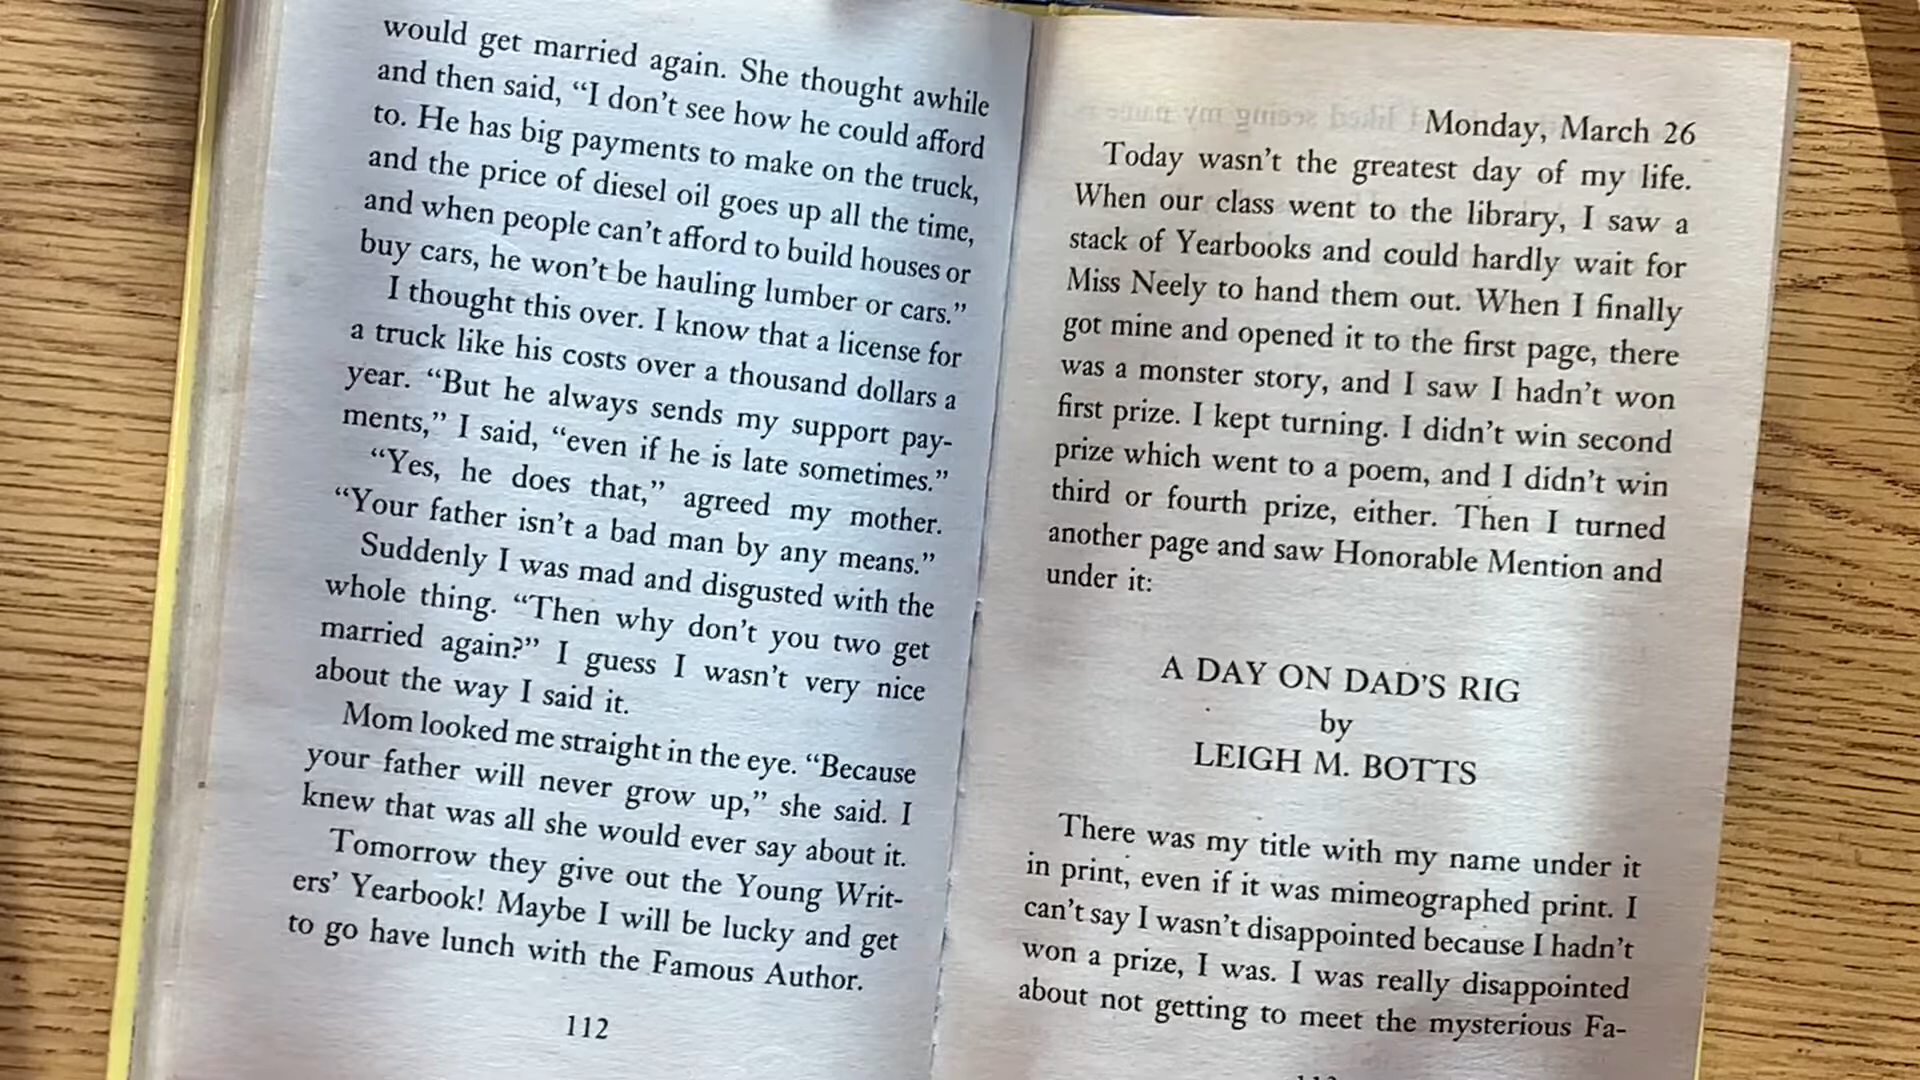 would get married again. She thought awhile
and then said, “I don’t see how he could afford
to. He has big payments to make on the truck,
and the price of diesel oil goes up all the time,
and when people can’t afford to build houses or
buy cars, he won’t be hauling lumber or cars.”
I thought this over. I know that a license for
a truck like his costs over a thousand dollars a
year. “But he always sends my support pay-
ments,” I said, “even if he is late sometimes.”
“Yes, he does that,” agreed my mother.
“Your father isn’t a bad man by any means.”
Suddenly I was mad and disgusted with the
whole thing. “Then why don’t you two get
married again?” I guess I wasn’t very nice
about the way I said it.
Mom looked me straight in the eye. “Because
your father will never grow up,” she said. I
knew that was all she would ever say about it.
Tomorrow they give out the Young Writ-
ers’ Yearbook! Maybe I will be lucky and get
to go have lunch with the Famous Author.
112
Monday, March 26
Today wasn’t the greatest day of my life.
When our class went to the library, I saw a
stack of Yearbooks and could hardly wait for
Miss Neely to hand them out. When I finally
got mine and opened it to the first page, there
was a monster story, and I saw I hadn’t won
first prize. I kept turning. I didn’t win second
prize which went to a poem, and I didn’t win
third or fourth prize, either. Then I turned
another page and saw Honorable Mention and
under it:
A DAY ON DAD’S RIG
by
LEIGH M. BOTTS
There was my title with my name under it
in print, even if it was mimeographed print. I
can’t say I wasn’t disappointed because I hadn’t
won a prize, I was. I was really disappointed
about not getting to meet the mysterious Fa-